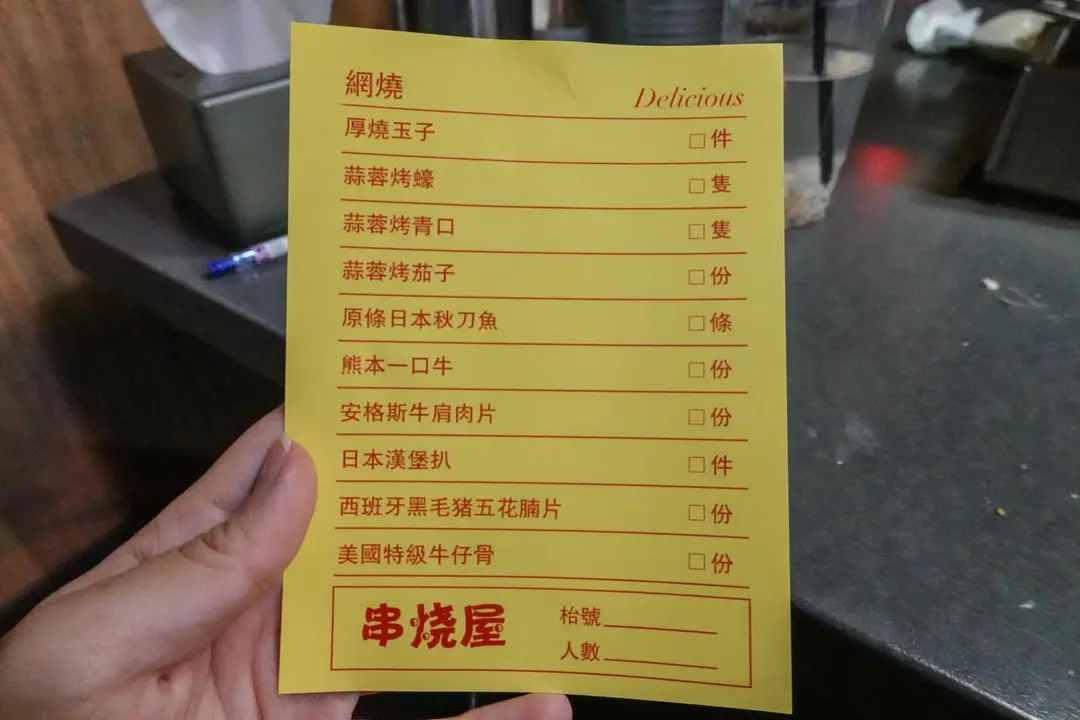 網燒 Delicious
厚燒玉子 □件
蒜蓉烤蠔 □隻
蒜蓉烤青口 □隻
蒜蓉烤茄子 □份
原條日本秋刀魚 □條
熊本一口牛 □份
安格斯牛肩肉片 □份
日本漢堡扒 □件
西班牙黑毛猪五花腩片 □份
美國特級牛仔骨 □份
串烧屋
枱號
人數